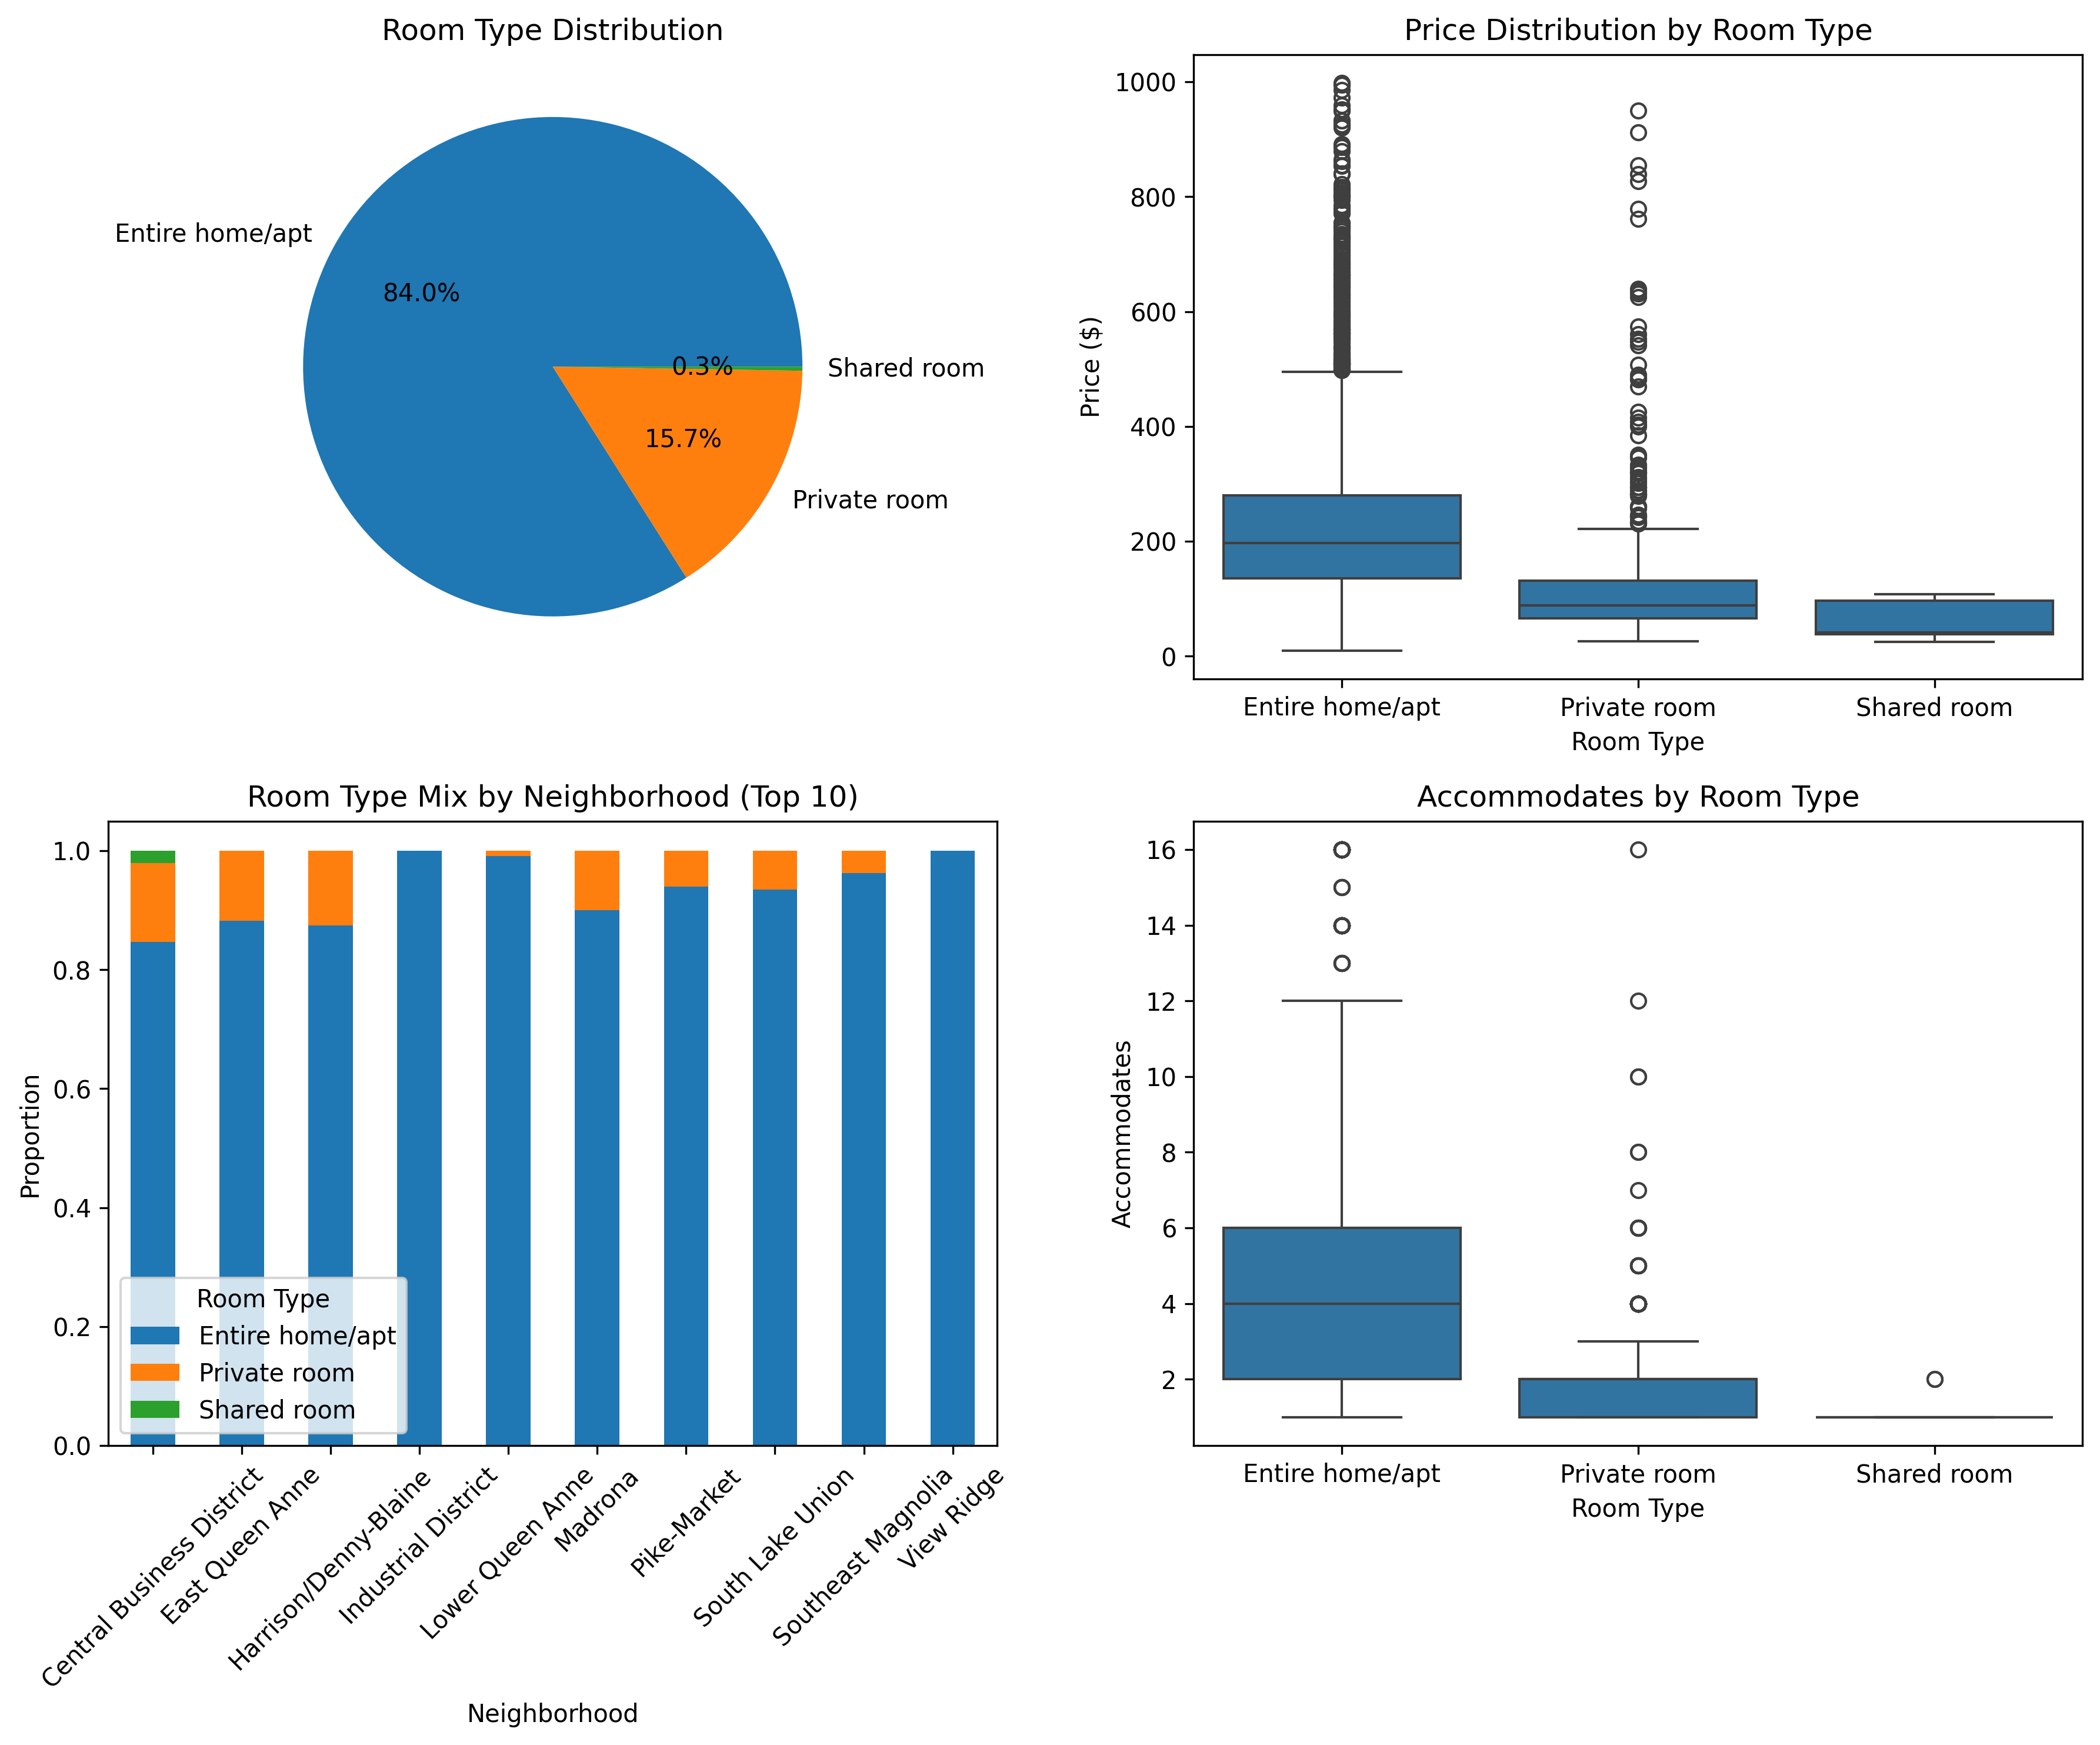 Room Type Distribution
Entire home/apt
84.0%
0.3%
Shared room
15.7%
Private room
Price Distribution by Room Type
1000
800
600
400
200
0
Price ($)
Entire home/apt
Private room
Shared room
Room Type
Room Type Mix by Neighborhood (Top 10)
1.0
0.8
0.6
0.4
0.2
0.0
Proportion
Room Type
Entire home/apt
Private room
Shared room
Central Business District
East Queen Anne
Harrison/Denny-Blaine
Industrial District
Lower Queen Anne
Madrona
Pike-Market
South Lake Union
Southeast Magnolia
View Ridge
Neighborhood
Accommodates by Room Type
16
14
12
10
8
6
4
2
Accommodates
Entire home/apt
Private room
Shared room
Room Type